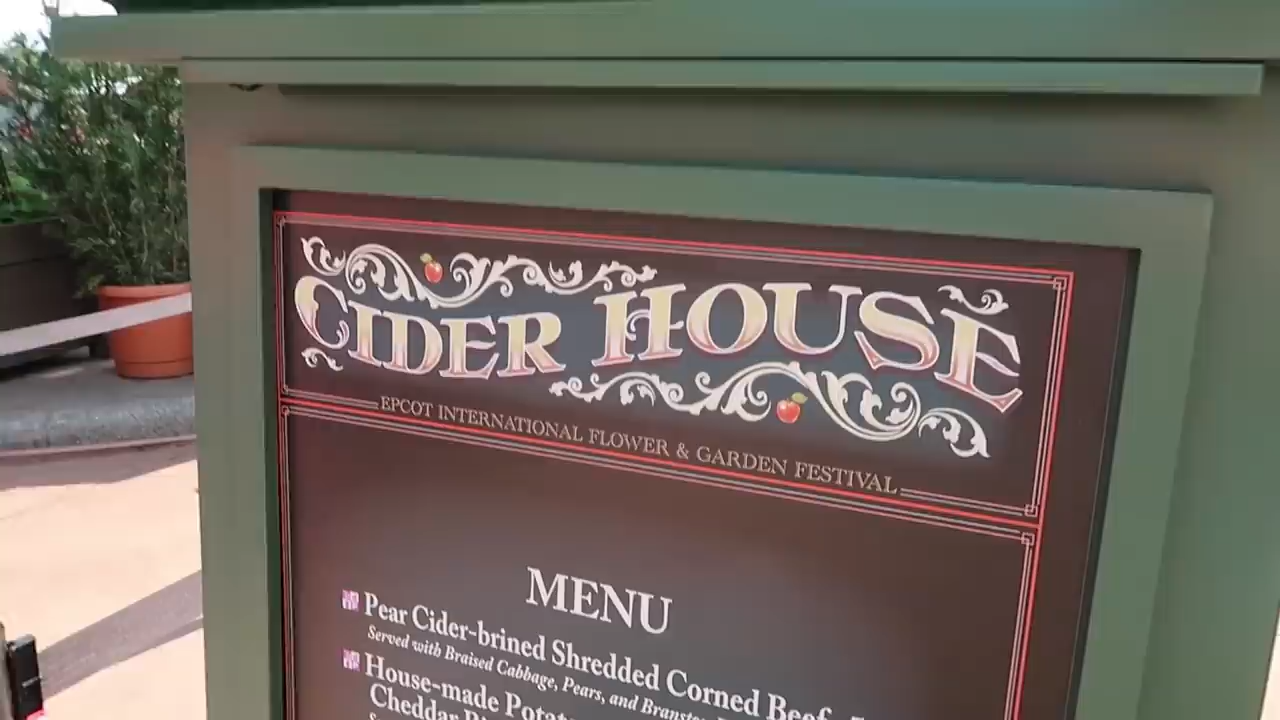 CIDER HOUSE
EPCOT INTERNATIONAL FLOWER & GARDEN FESTIVAL
MENU
Pear Cider-brined Shredded Corned Beef
Served with Braised Cabbage, Pears, and
House-made
Cheddar